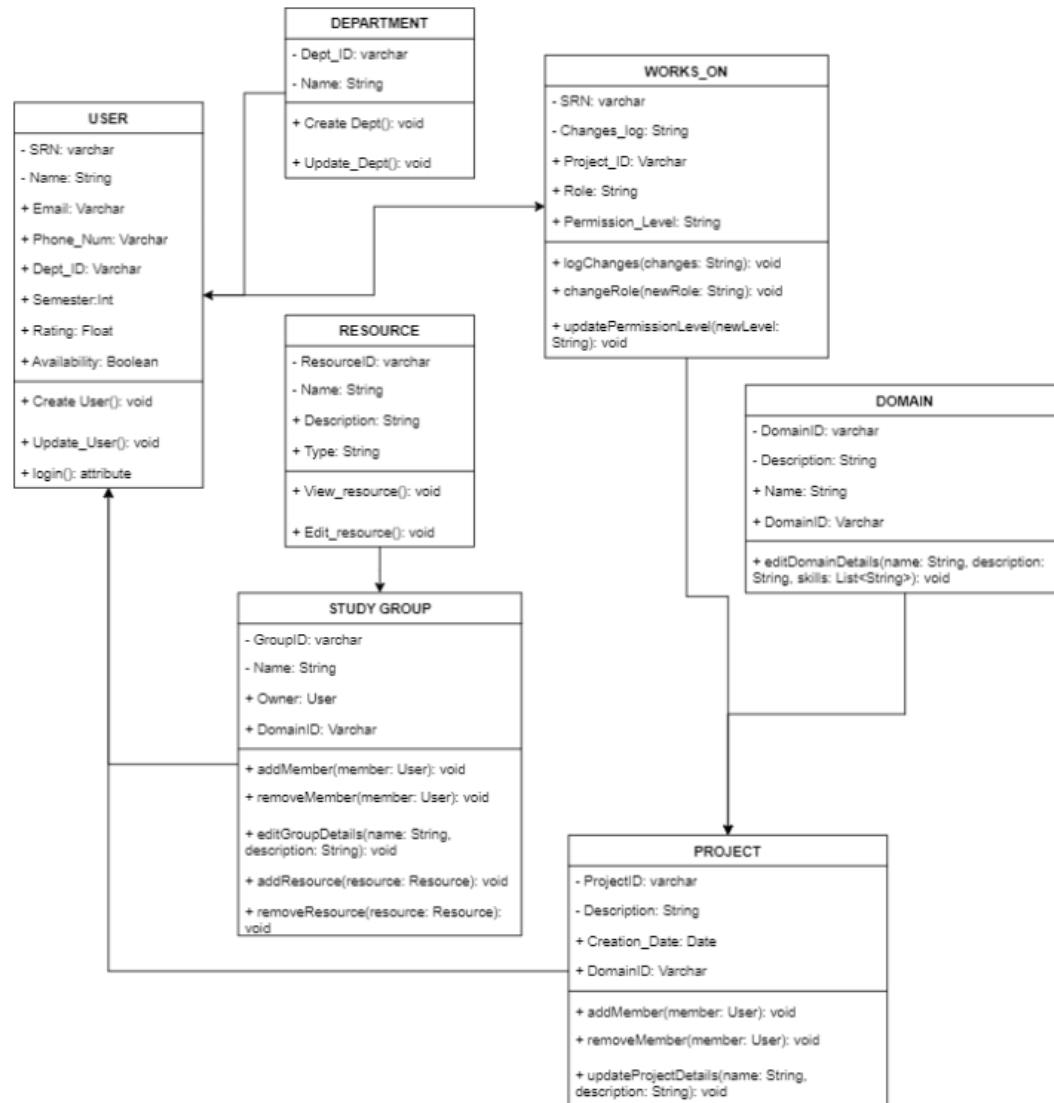 DEPARTMENT
- Dept_ID: varchar
- Name: String
+ Create Dept(): void
+ Update_Dept(): void
WORKS_ON
- SRN: varchar
- Changes_log: String
+ Project_ID: Varchar
+ Role: String
+ Permission_Level: String
+ logChanges(changes: String): void
+ changeRole(newRole: String): void
+ updatePermissionLevel(newLevel:
String): void
USER
- SRN: varchar
- Name: String
+ Email: Varchar
+ Phone_Num: Varchar
+ Dept_ID: Varchar
+ Semester:Int
+ Rating: Float
+ Availability: Boolean
+ Create User(): void
+ Update_User(): void
+ login(): attribute
RESOURCE
- ResourceID: varchar
- Name: String
+ Description: String
+ Type: String
+ View_resource(): void
+ Edit_resource(): void
DOMAIN
- DomainID: varchar
- Description: String
+ Name: String
+ DomainID: Varchar
+ editDomainDetails(name: String, description:
String, skills: List<String>): void
STUDY GROUP
- GroupID: varchar
- Name: String
+ Owner: User
+ DomainID: Varchar
+ addMember(member: User): void
+ removeMember(member: User): void
+ editGroupDetails(name: String,
description: String): void
+ addResource(resource: Resource): void
+ removeResource(resource: Resource):
void
PROJECT
- ProjectID: varchar
- Description: String
+ Creation_Date: Date
+ DomainID: Varchar
+ addMember(member: User): void
+ removeMember(member: User): void
+ updateProjectDetails(name: String,
description: String): void